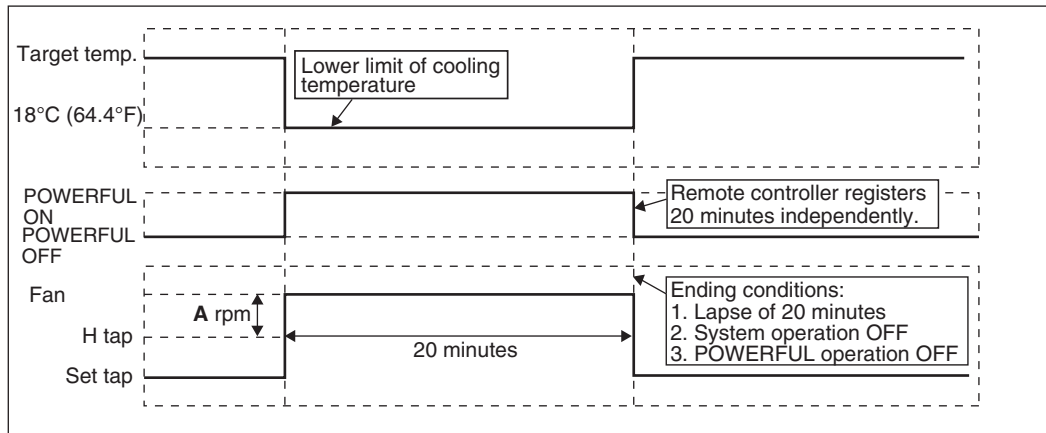 Target temp.
Lower limit of cooling
temperature
18°C (64.4°F)
POWERFUL
ON
POWERFUL
OFF
Remote controller registers
20 minutes independently.
Fan
A rpm
H tap
20 minutes
Set tap
Ending conditions:
1. Lapse of 20 minutes
2. System operation OFF
3. POWERFUL operation OFF